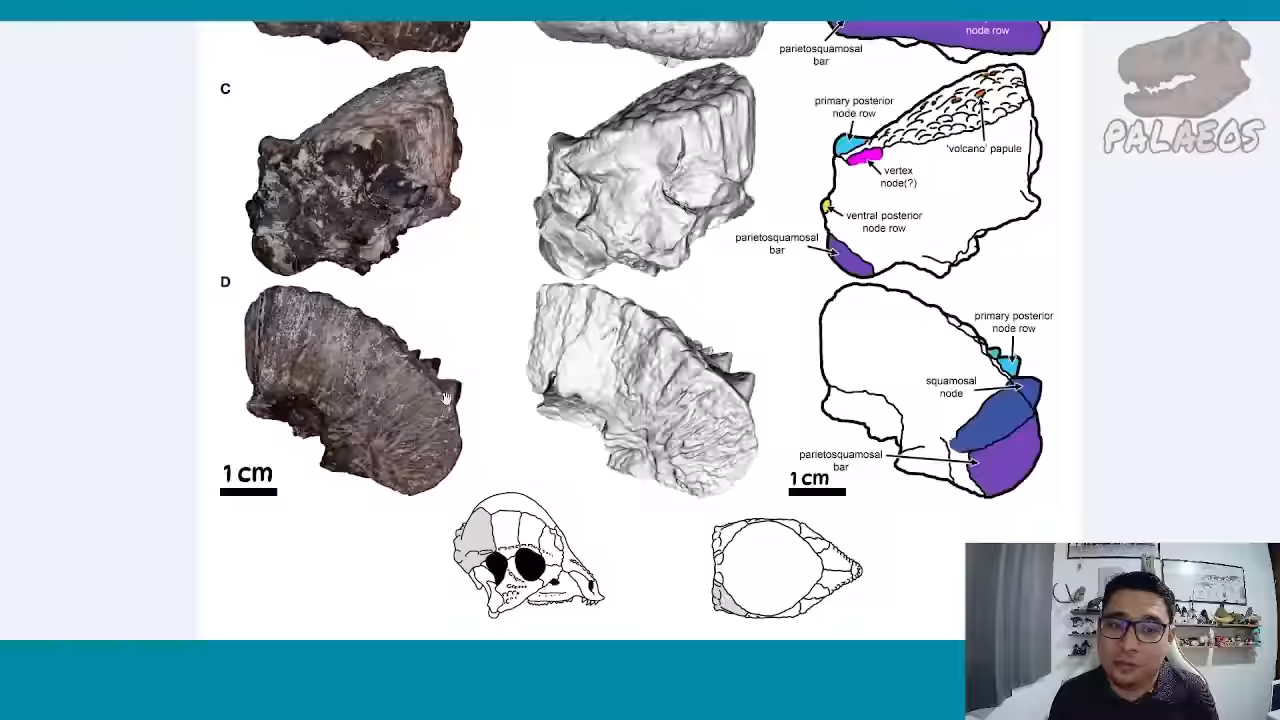 node row
parietosquamosal
bar
C
primary posterior
node row
'volcano' papule
vertex
node(?)
ventral posterior
node row
parietosquamosal
bar
D
primary posterior
node row
squamosal
node
parietosquamosal
bar
1 cm
1 cm
PALAEOS